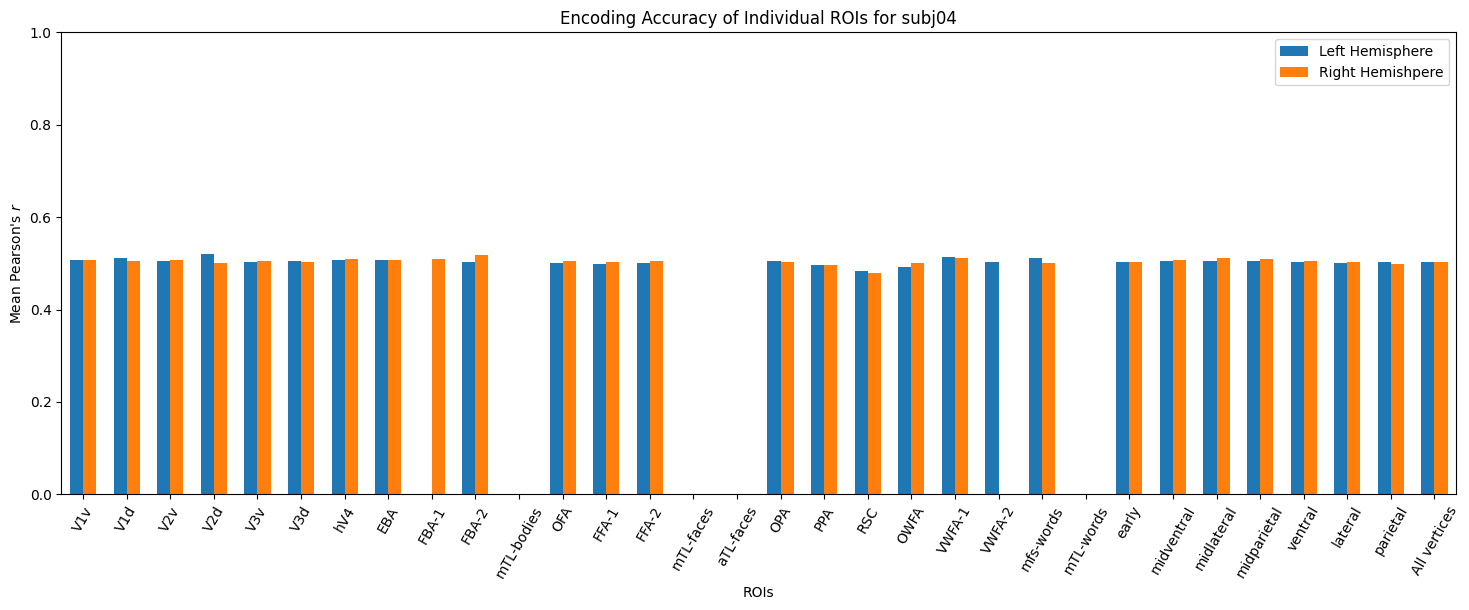 Encoding Accuracy of Individual ROIs for subj04
1.0
0.8
0.6
0.4
0.2
0.0
Mean Pearson's r
Left Hemisphere
Right Hemishpere
V1v
V1d
V2v
V2d
V3v
V3d
hV4
EBA
FBA-1
FBA-2
mTL-bodies
OFA
FFA-1
FFA-2
mTL-faces
aTL-faces
OPA
PPA
RSC
OWFA
VWFA-1
VWFA-2
mfs-words
mTL-words
early
midventral
midlateral
midparietal
ventral
lateral
parietal
All vertices
ROIs